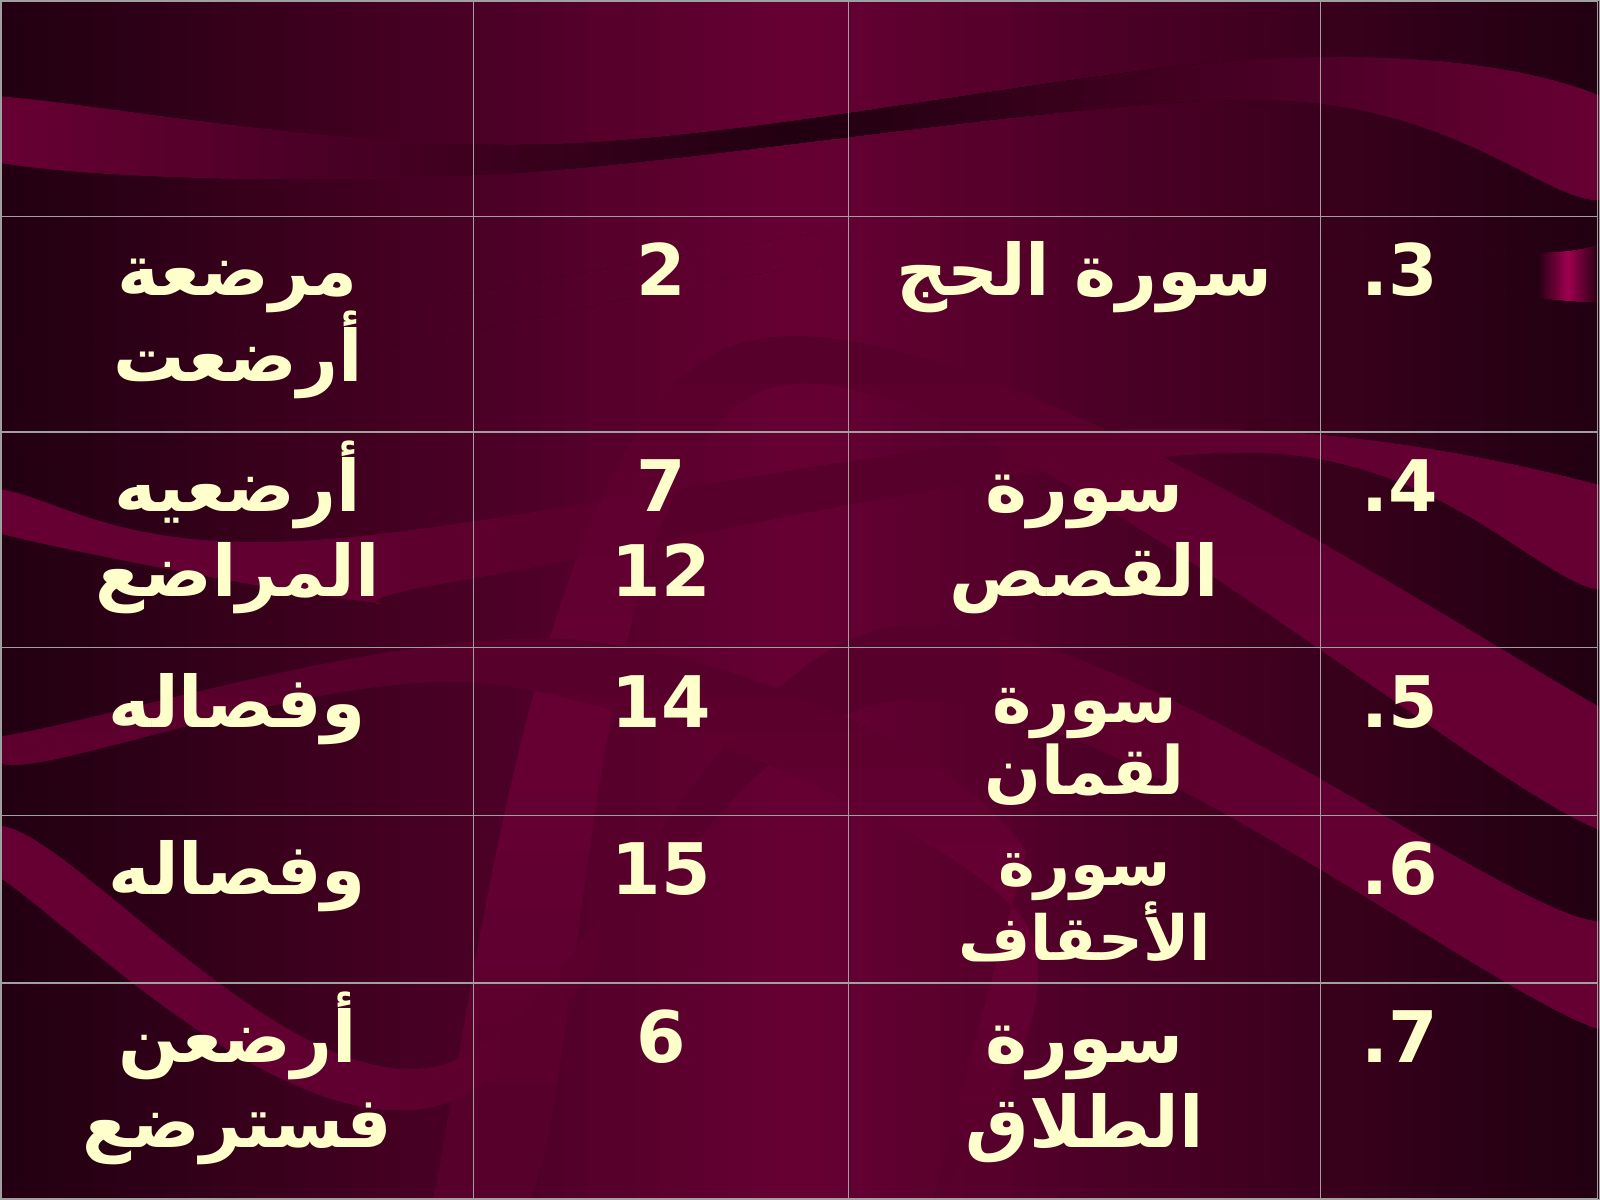 3.
سورة الحج
2
مرضعة
أرضعت
4.
سورة
القصص
7
12
أرضعيه
المراضع
5.
سورة
لقمان
14
وفصاله
6.
سورة
الأحقاف
15
وفصاله
7.
سورة
الطلاق
6
أرضعن
فسترضع